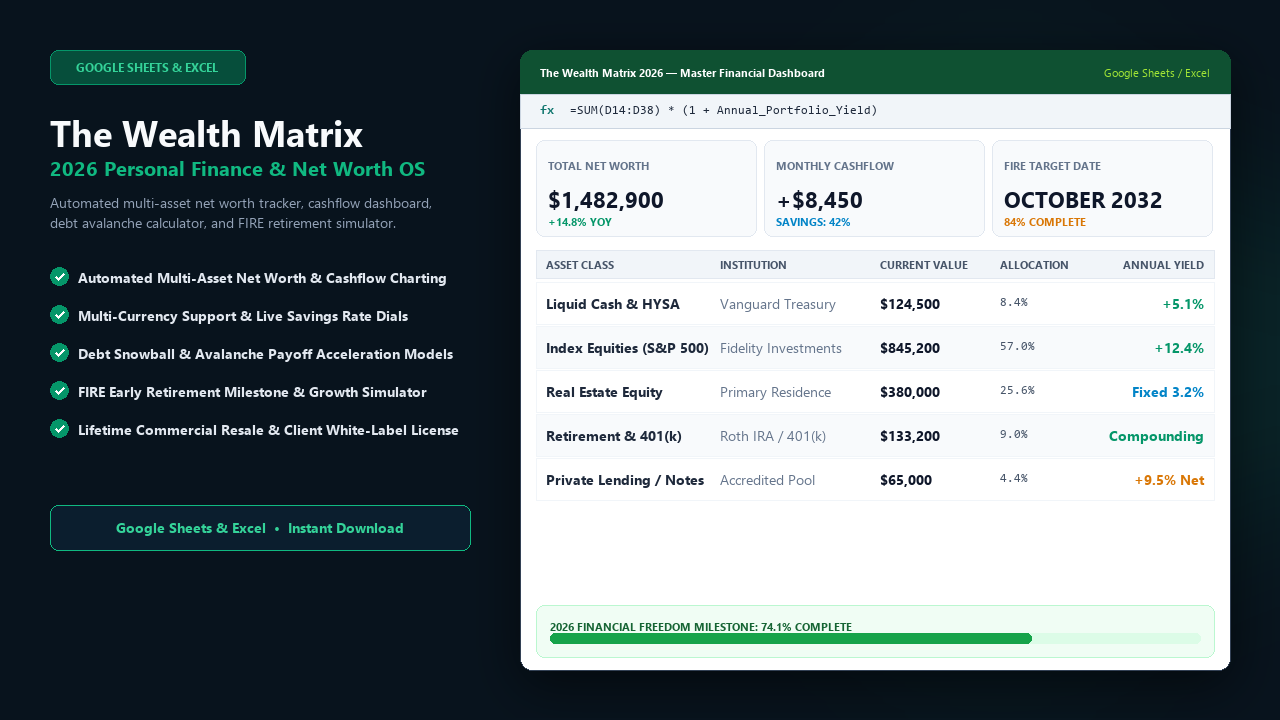 GOOGLE SHEETS & EXCEL
The Wealth Matrix
2026 Personal Finance & Net Worth OS
Automated multi-asset net worth tracker, cashflow dashboard,
debt avalanche calculator, and FIRE retirement simulator.
Automated Multi-Asset Net Worth & Cashflow Charting
Multi-Currency Support & Live Savings Rate Dials
Debt Snowball & Avalanche Payoff Acceleration Models
FIRE Early Retirement Milestone & Growth Simulator
Lifetime Commercial Resale & Client White-Label License
Google Sheets & Excel • Instant Download
The Wealth Matrix 2026 — Master Financial Dashboard Google Sheets / Excel
fx =SUM(D14:D38) * (1 + Annual_Portfolio_Yield)
TOTAL NET WORTH MONTHLY CASHFLOW FIRE TARGET DATE
$1,482,900 +$8,450 OCTOBER 2032
+14.8% YOY SAVINGS: 42% 84% COMPLETE
ASSET CLASS INSTITUTION CURRENT VALUE ALLOCATION ANNUAL YIELD
Liquid Cash & HYSA Vanguard Treasury $124,500 8.4% +5.1%
Index Equities (S&P 500) Fidelity Investments $845,200 57.0% +12.4%
Real Estate Equity Primary Residence $380,000 25.6% Fixed 3.2%
Retirement & 401(k) Roth IRA / 401(k) $133,200 9.0% Compounding
Private Lending / Notes Accredited Pool $65,000 4.4% +9.5% Net
2026 FINANCIAL FREEDOM MILESTONE: 74.1% COMPLETE